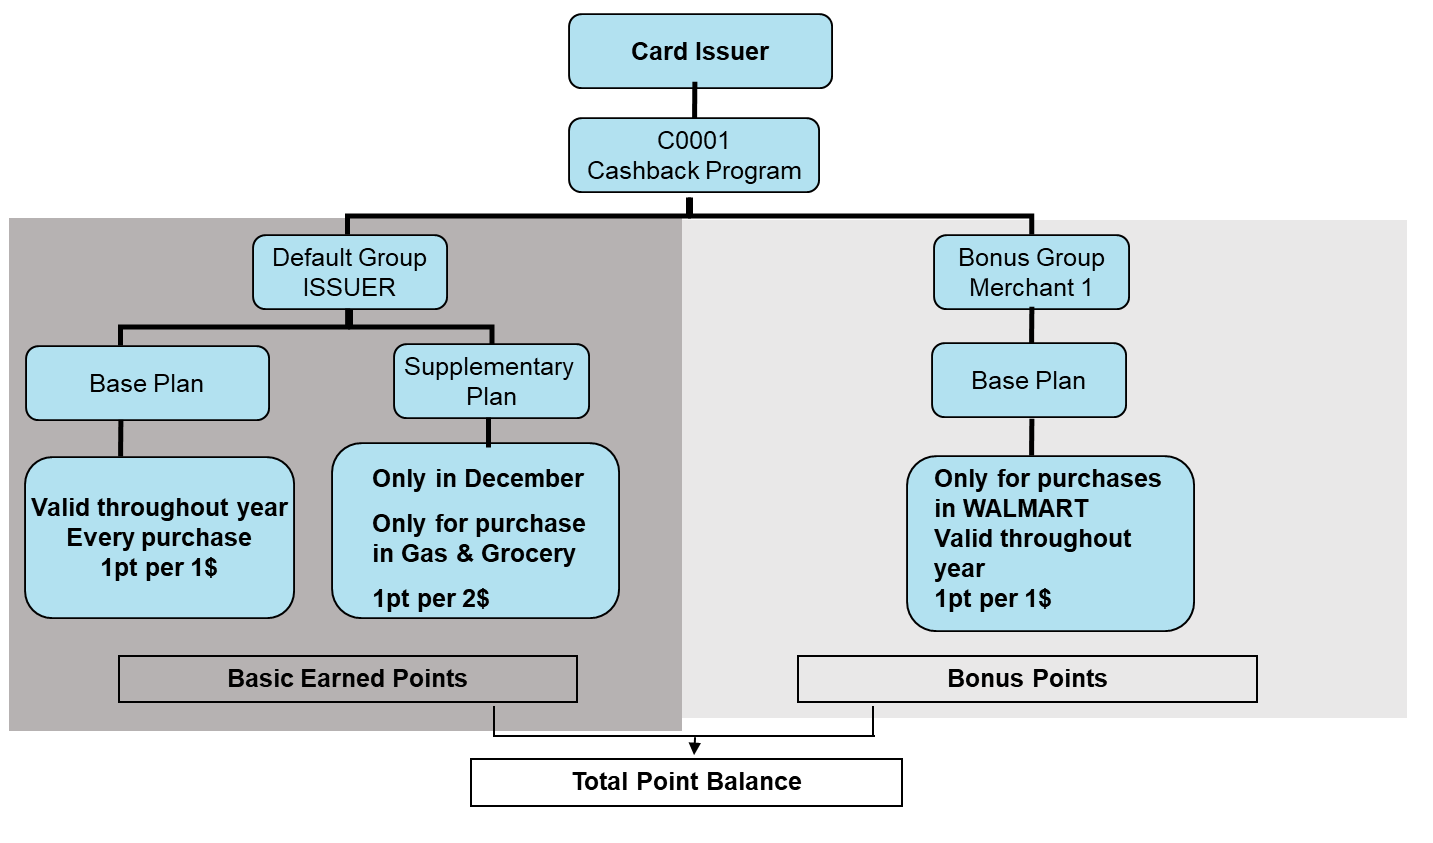 Card Issuer
C0001
Cashback Program
Default Group
ISSUER
Bonus Group
Merchant 1
Base Plan
Supplementary
Plan
Base Plan
Valid throughout year
Every purchase
1pt per 1$
Only in December
Only for purchase
in Gas & Grocery
1pt per 2$
Only for purchases
in WALMART
Valid throughout
year
1pt per 1$
Basic Earned Points
Bonus Points
Total Point Balance